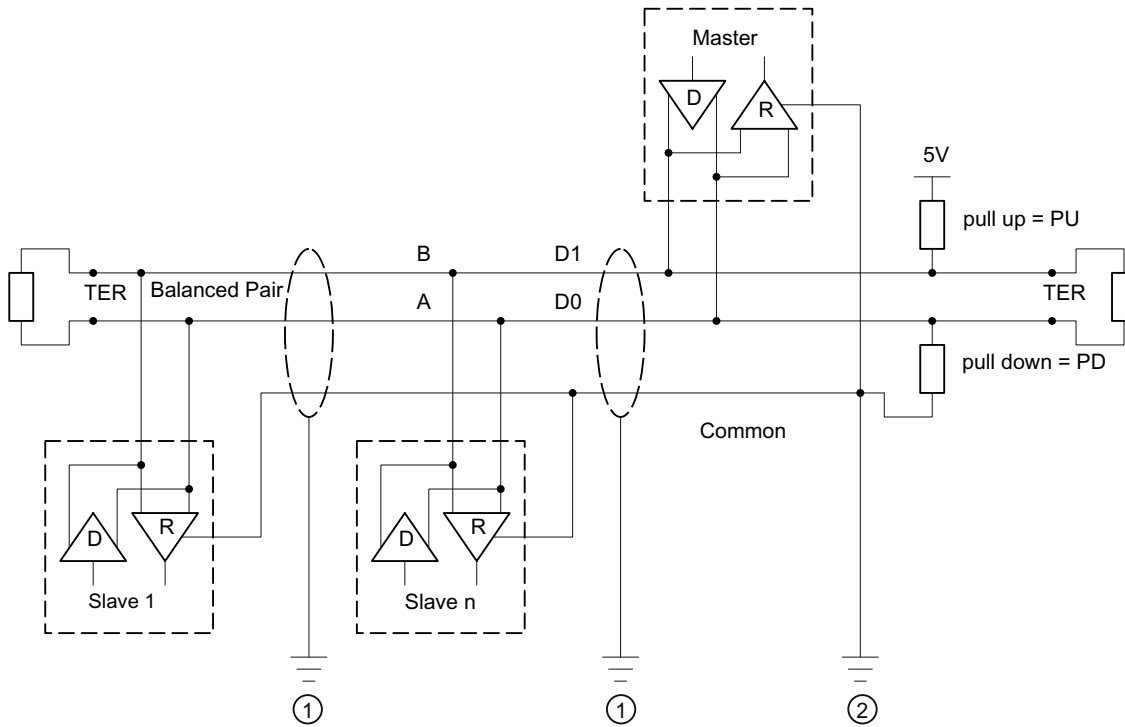 Master
D
R
5V
pull up = PU
B
D1
TER
Balanced Pair
A
D0
TER
pull down = PD
Common
D
R
Slave 1
D
R
Slave n
1
1
2